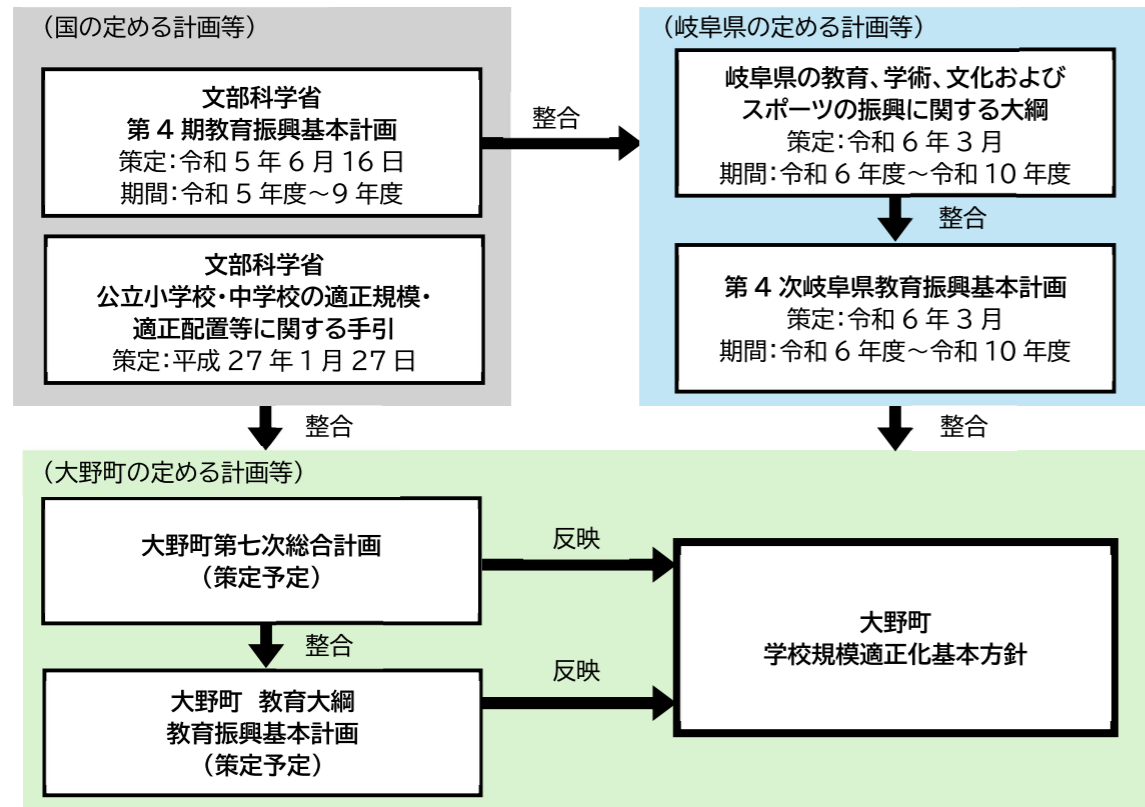 （国の定める計画等）
文部科学省
第４期教育振興基本計画
策定：令和５年６月１６日
期間：令和５年度～９年度
文部科学省
公立小学校・中学校の適正規模・
適正配置等に関する手引
策定：平成２７年１月２７日
整合
（岐阜県の定める計画等）
岐阜県の教育、学術、文化および
スポーツの振興に関する大綱
策定：令和６年３月
期間：令和６年度～令和１０年度
整合
第４次岐阜県教育振興基本計画
策定：令和６年３月
期間：令和６年度～令和１０年度
整合
整合
（大野町の定める計画等）
大野町第七次総合計画
（策定予定）
整合
大野町　教育大綱
教育振興基本計画
（策定予定）
反映
反映
大野町
学校規模適正化基本方針